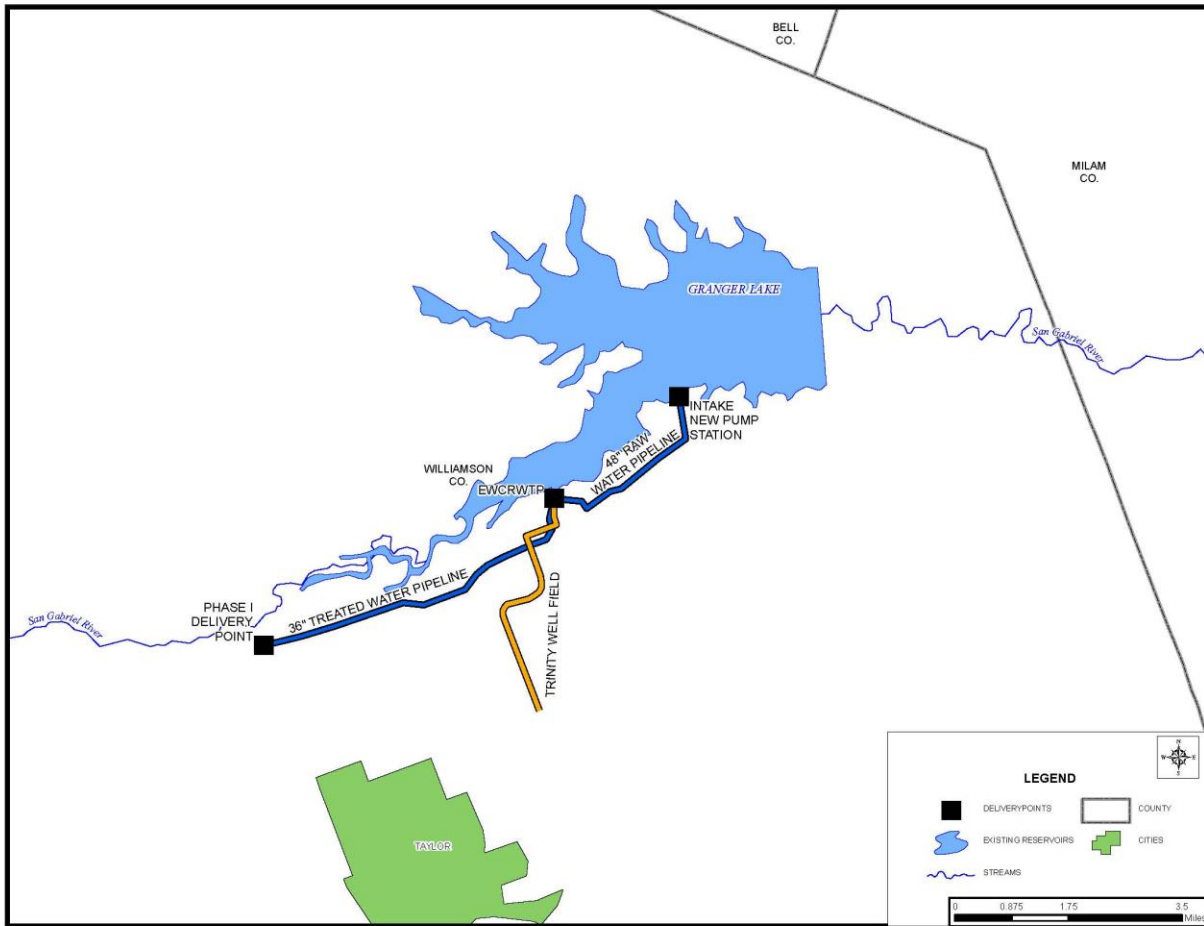 BELL
CO.
MILAM
CO.
GRANGER LAKE
San Gabriel River
INTAKE
NEW PUMP
STATION
48" RAW
WATER PIPELINE
WILLIAMSON
CO.
EWCRWTP
36" TREATED WATER PIPELINE
PHASE I
DELIVERY
POINT
San Gabriel River
TRINITY WELL FIELD
TAYLOR
N
W E
S
LEGEND
DELIVERYPOINTS
COUNTY
EXISTING RESERVOIRS
CITIES
STREAMS
0 0.875 1.75 3.5
Miles